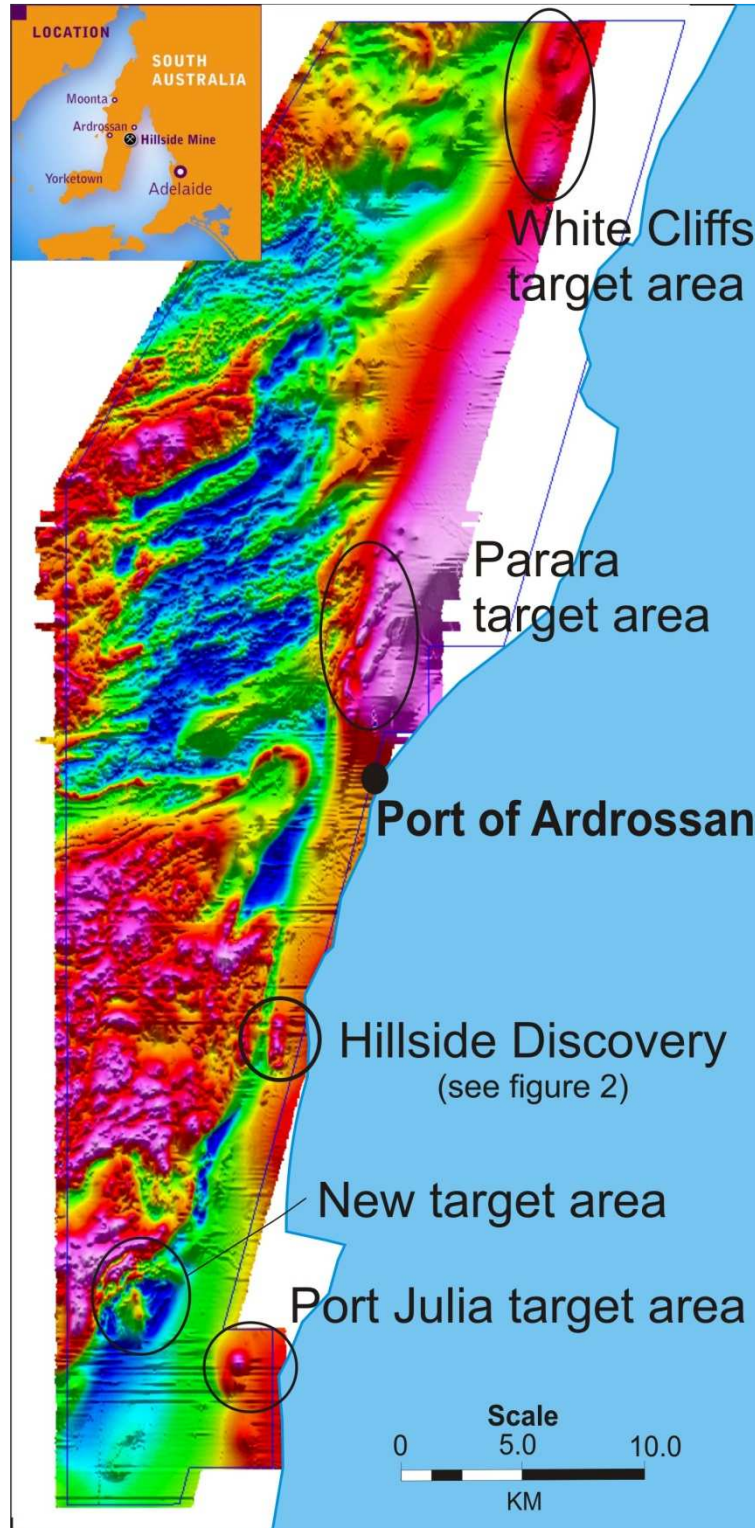 LOCATION
SOUTH
AUSTRALIA
Moonta
Ardrossan
Hillside Mine
Yorketown
Adelaide
White Cliffs
target area
Parara
target area
Port of Ardrossan
Hillside Discovery
(see figure 2)
New target area
Port Julia target area
Scale
0 5.0 10.0
KM